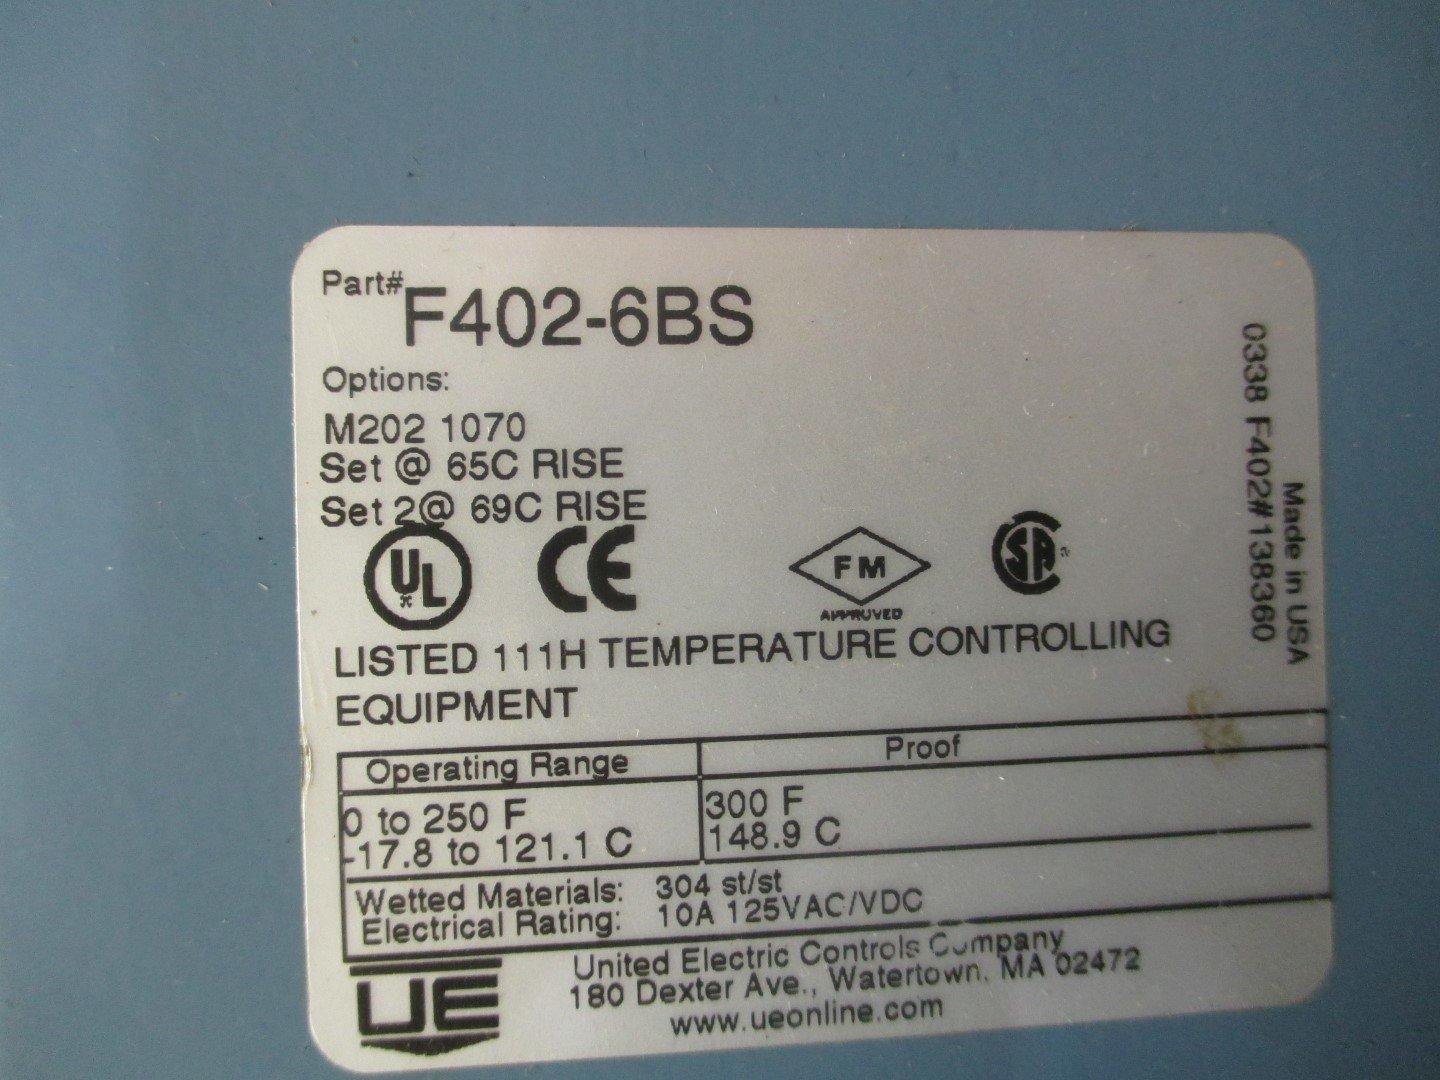 Part# F402-6BS
Options:
M202 1070
Set @ 65C RISE
Set 2@ 69C RISE
UL CE FM SA
APPROVED
LISTED 111H TEMPERATURE CONTROLLING
EQUIPMENT
Operating Range Proof
0 to 250 F 300 F
-17.8 to 121.1 C 148.9 C
Wetted Materials: 304 st/st
Electrical Rating: 10A 125VAC/VDC
UE
United Electric Controls Company
180 Dexter Ave., Watertown, MA 02472
www.ueonline.com
0338 F402#138360
Made in USA